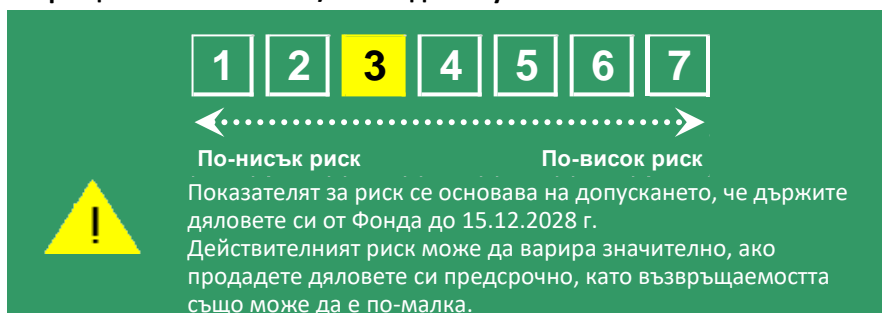 1 2 3 4 5 6 7
По-нисък риск По-висок риск
Показателят за риск се основава на допускането, че държите
дяловете си от Фонда до 15.12.2028 г.
Действителният риск може да варира значително, ако
продадете дяловете си предсрочно, като възвръщаемостта
също може да е по-малка.